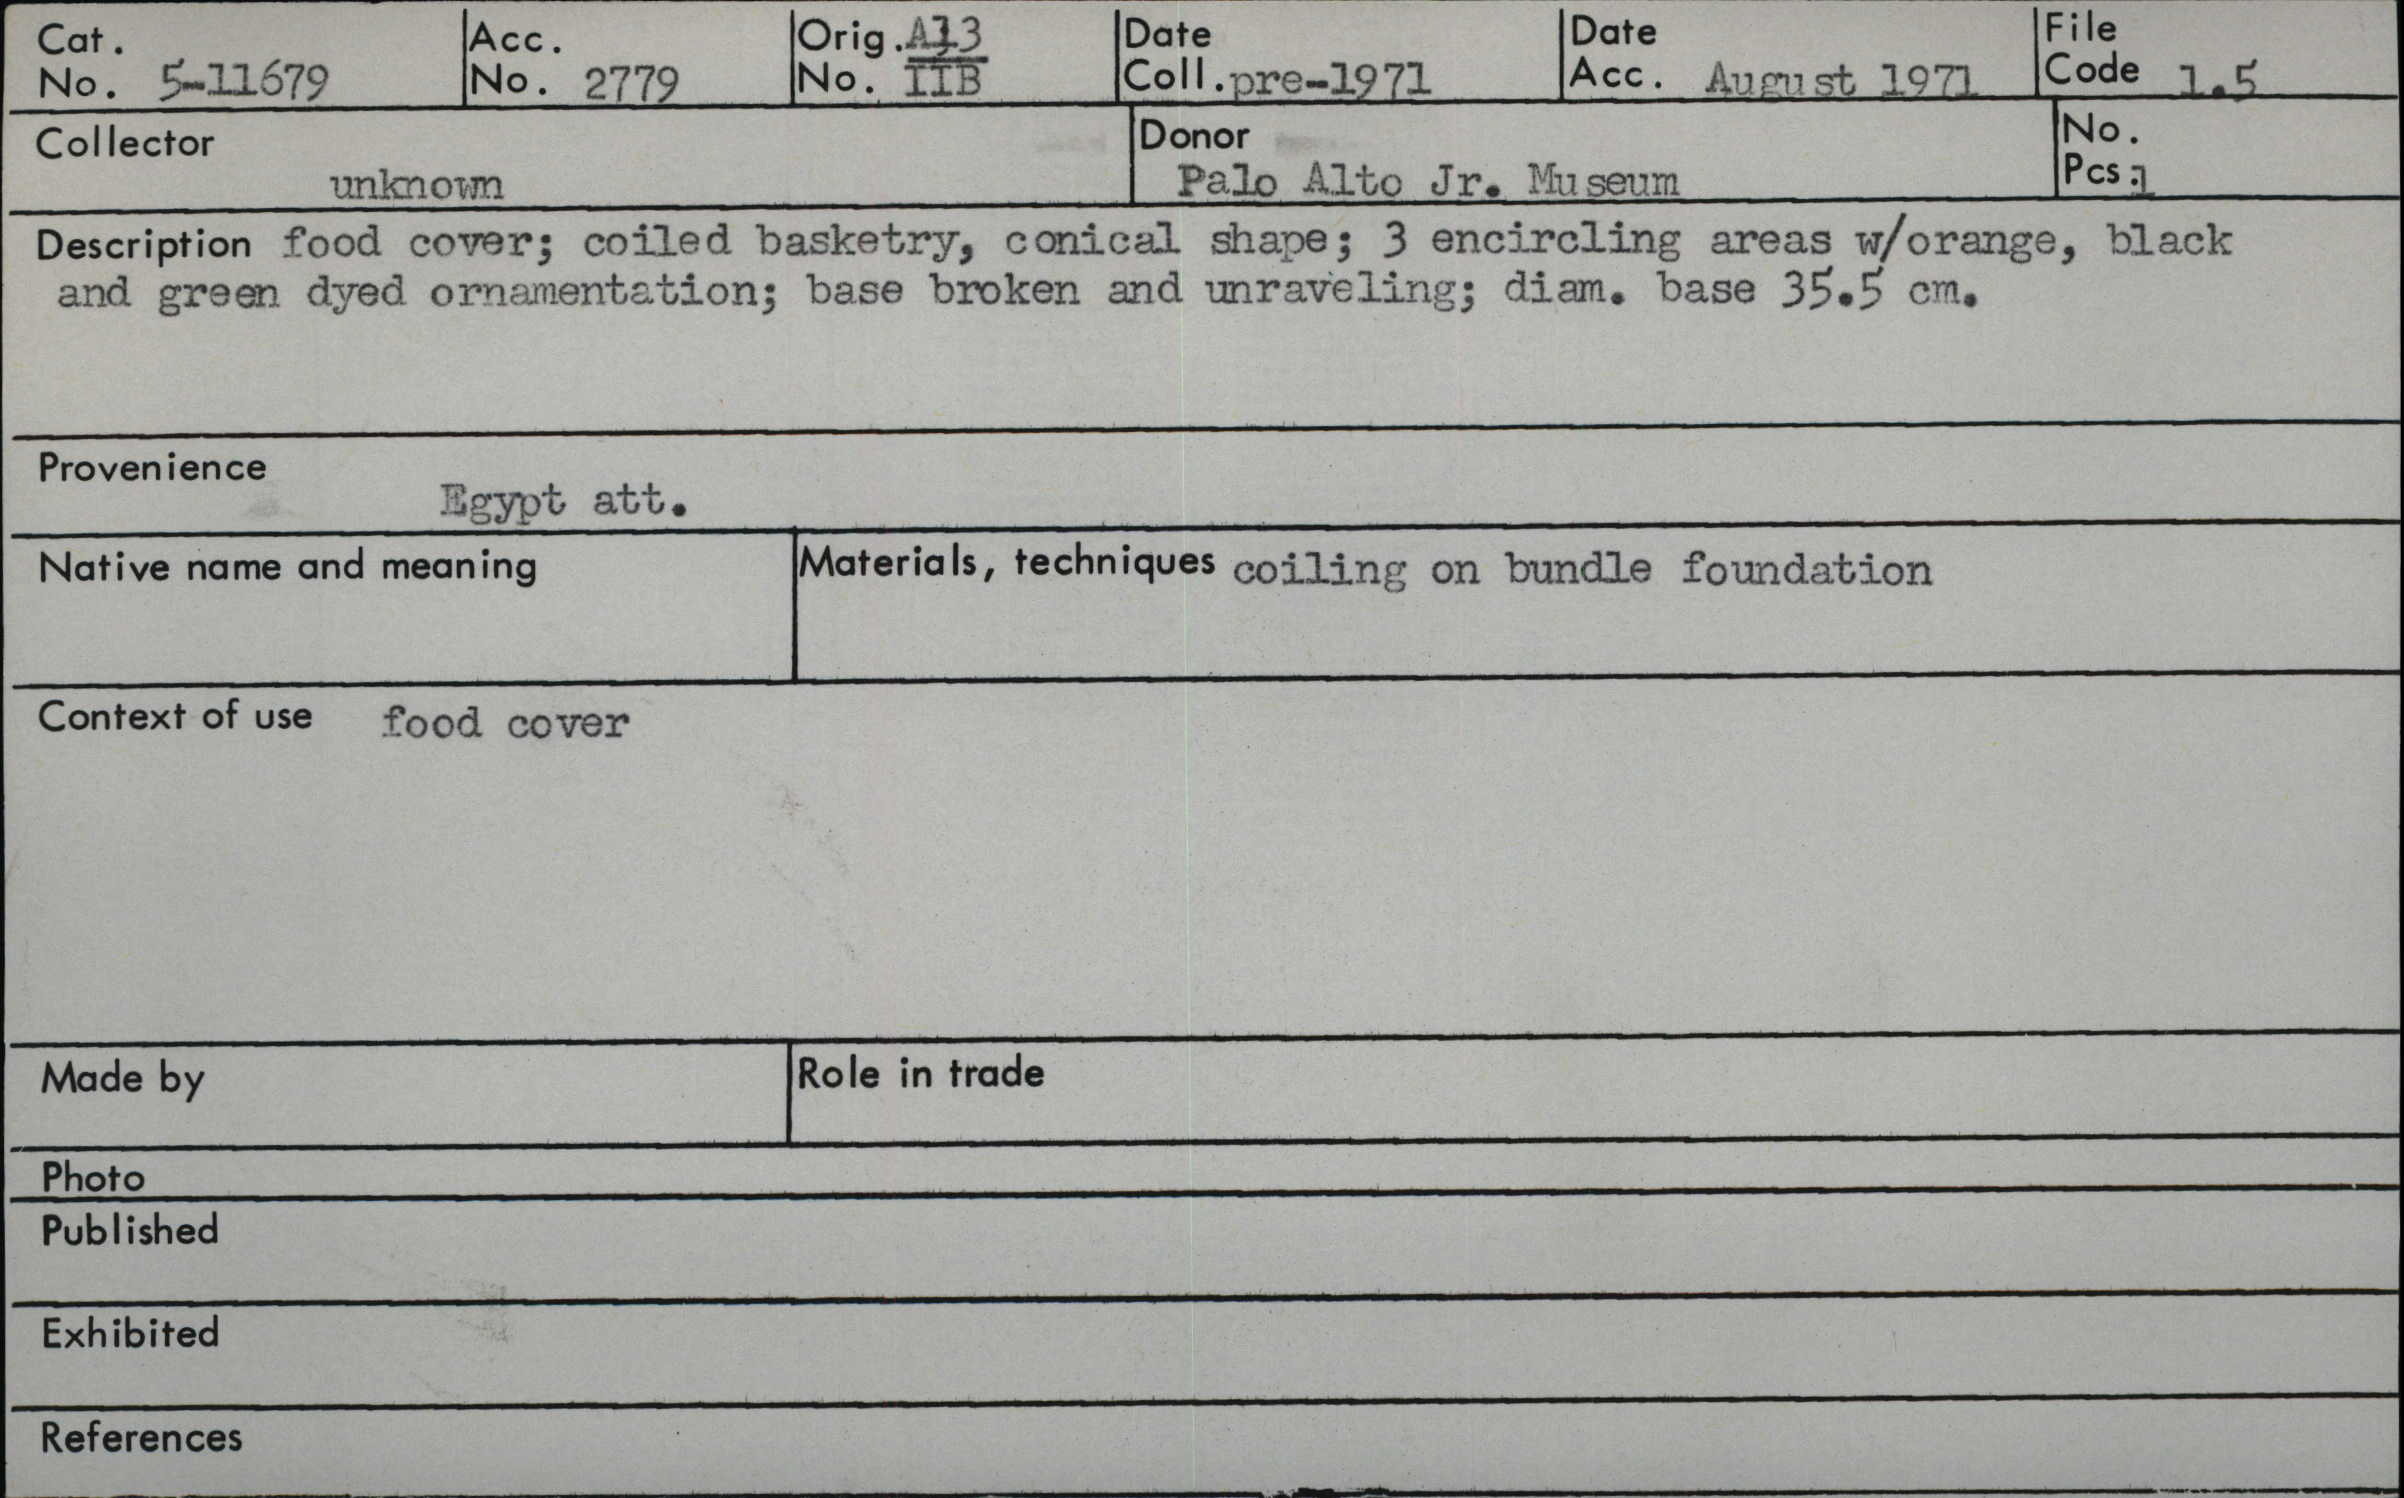 Cat. No. 5-11679
Acc. No. 2779
Orig. No. IIB
Date Coll. pre-1971
Date Acc. August 1971
File Code 1.5
Collector unknown
Donor Palo Alto Jr. Museum
No. Pcs. 1
Description food cover; coiled basketry, conical shape; 3 encircling areas w/orange, black
and green dyed ornamentation; base broken and unraveling; diam. base 35.5 cm.
Provenience
Egypt att.
Native name and meaning
Materials, techniques coiling on bundle foundation
Context of use food cover
Made by
Role in trade
Photo
Published
Exhibited
References